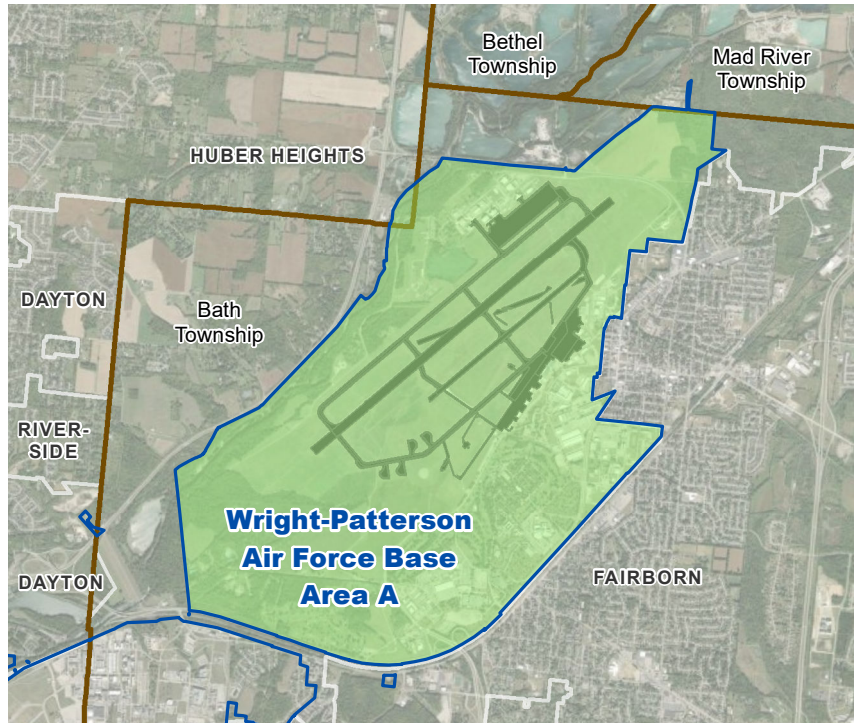 Bethel
Township
Mad River
Township
HUBER HEIGHTS
DAYTON
Bath
Township
RIVER-
SIDE
Wright-Patterson
Air Force Base
Area A
DAYTON
FAIRBORN